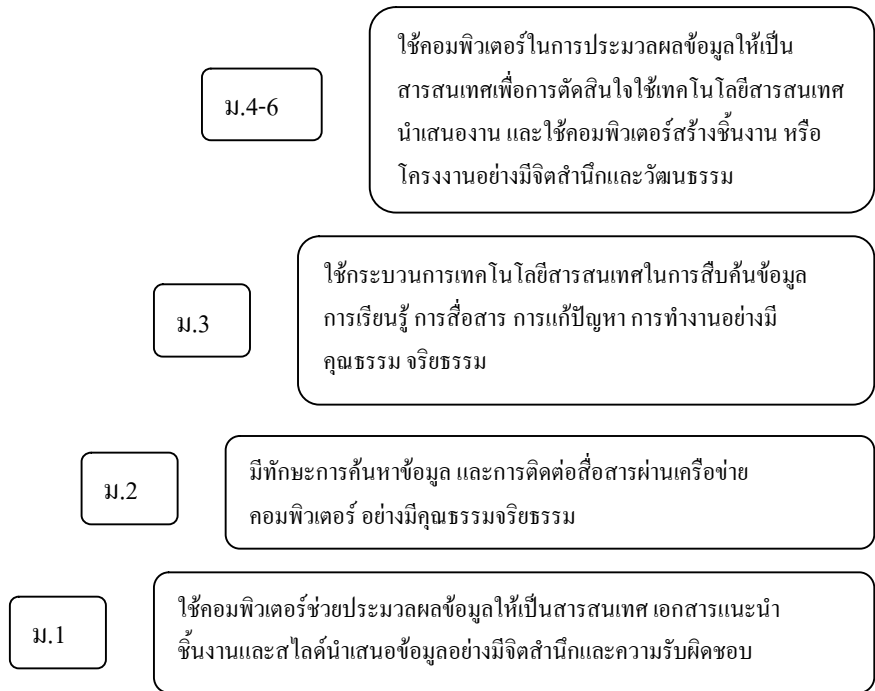 ม.4-6
ใช้คอมพิวเตอร์ในการประมวลผลข้อมูลให้เป็น
สารสนเทศเพื่อการตัดสินใจใช้เทคโนโลยีสารสนเทศ
นำเสนองาน และใช้คอมพิวเตอร์สร้างชิ้นงาน หรือ
โครงงานอย่างมีจิตสำนึกและวัฒนธรรม
ม.3
ใช้กระบวนการเทคโนโลยีสารสนเทศในการสืบค้นข้อมูล
การเรียนรู้ การสื่อสาร การแก้ปัญหา การทำงานอย่างมี
คุณธรรม จริยธรรม
ม.2
มีทักษะการค้นหาข้อมูล และการติดต่อสื่อสารผ่านเครือข่าย
คอมพิวเตอร์ อย่างมีคุณธรรมจริยธรรม
ม.1
ใช้คอมพิวเตอร์ช่วยประมวลผลข้อมูลให้เป็นสารสนเทศ เอกสารแนะนำ
ชิ้นงานและสไลด์นำเสนอข้อมูลอย่างมีจิตสำนึกและความรับผิดชอบ